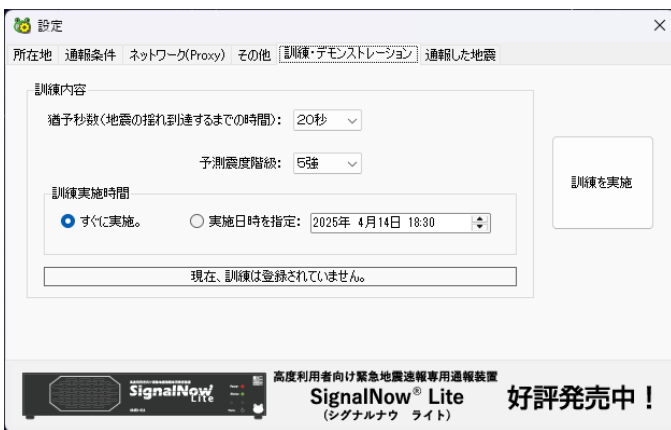 設定
所在地 通報条件 ネットワーク(Proxy) その他 訓練・デモンストレーション 通報した地震
訓練内容
猶予秒数(地震の揺れ到達するまでの時間): 20秒
予測震度階級: 5強
訓練を実施
訓練実施時間
すぐに実施。 実施日時を指定: 2025年 4月14日 18:30
現在、訓練は登録されていません。
高度利用者向け緊急地震速報専用通報装置
SignalNow Lite
SignalNow® Lite
(シグナルナウ ライト)
好評発売中!